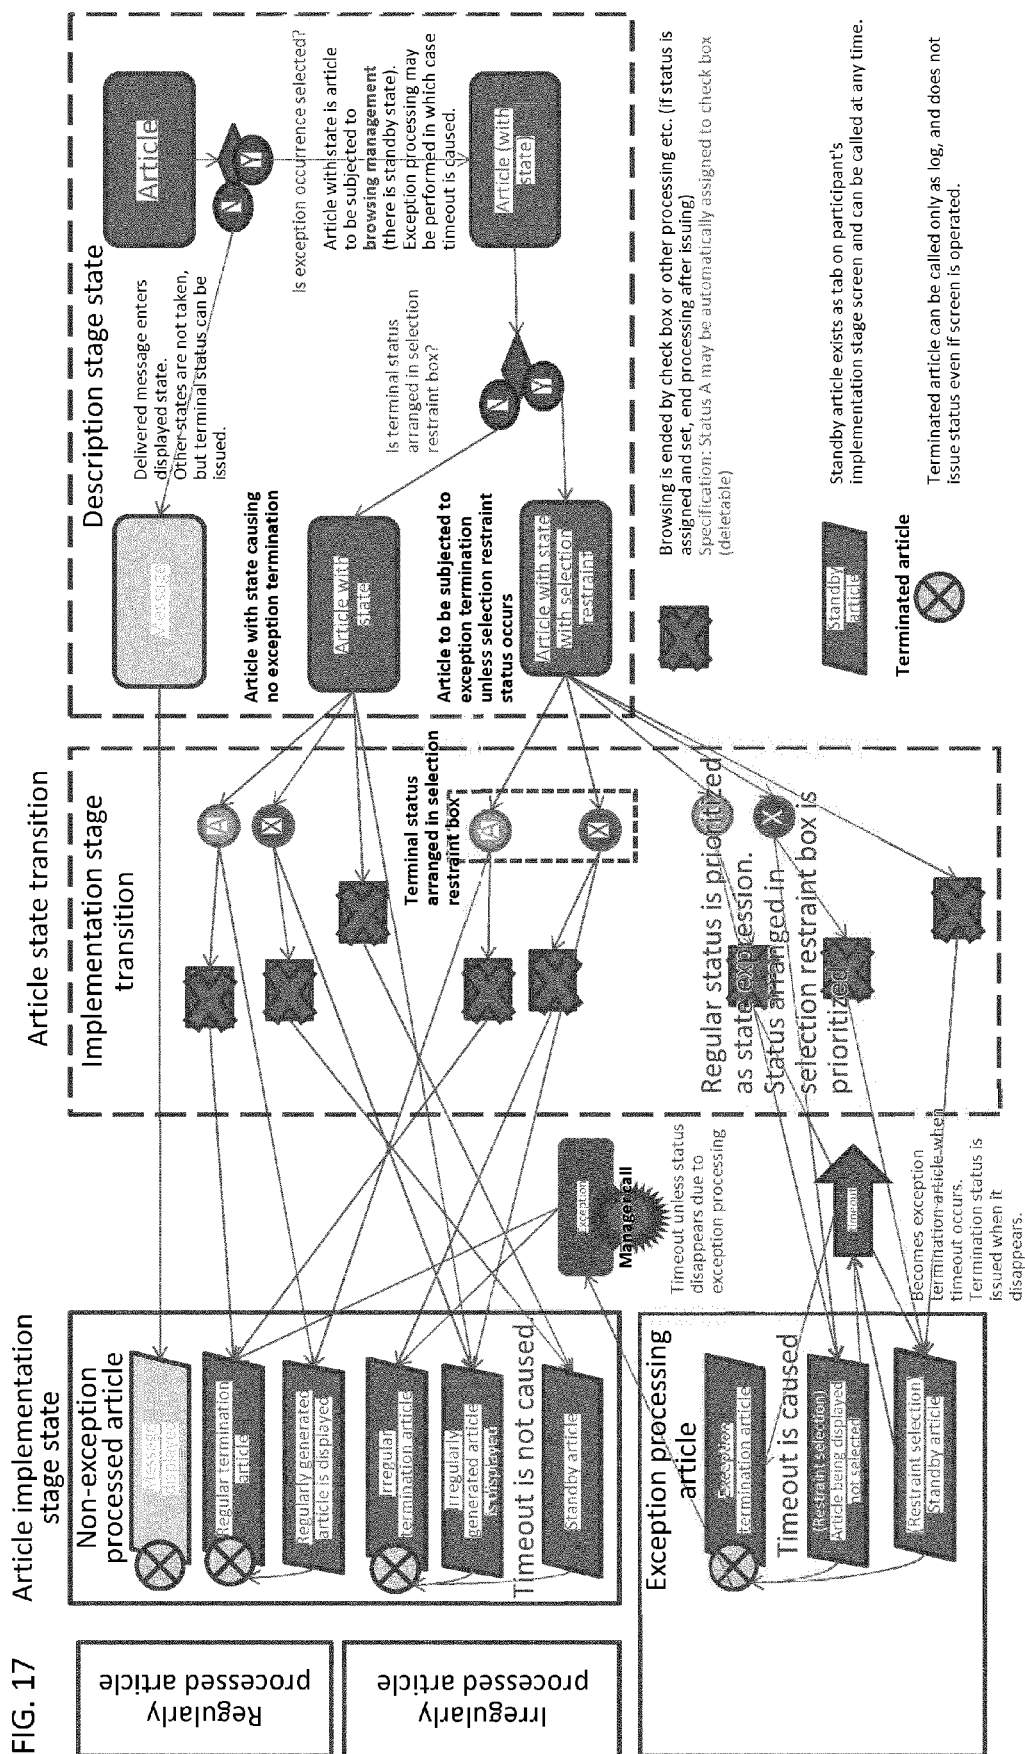 FIG. 17
Article state transition
Article implementation
stage state
Implementation stage
transition
Description stage state
Regularly
processed article
Irregularly
processed article
Non-exception
processed article
Message
displayed
Regular termination
article
Regularly generated
article is displayed
Irregular
termination article
Irregularly
generated article
is displayed
Timeout is not caused
Standby article
Exception processing
article
Exception
termination article
Timeout is caused
(Restraint selection)
Article being displayed
not selected
(Restraint selection)
Standby article
Exception
Manager call
Timeout unless status
disappears due to
exception processing
timeout
Becomes exception
termination article when
timeout occurs.
Termination status is
issued when it
disappears.
A
X
Terminal status
arranged in selection
restraint box
A
X
X
Regular status is prioritized
as state expression.
Status arranged in
selection restraint box is
prioritized
Message
Delivered message enters
displayed state.
Other states are not taken,
but terminal status can be
issued.
Article
N
Y
Is exception occurrence selected?
Article with state is article
to be subjected to
browsing management
(there is standby state).
Exception processing may
be performed in which case
timeout is caused.
Article (with
state)
Is terminal status
arranged in selection
restraint box?
N
Y
Article with state causing
no exception termination
Article with
state
Article to be subjected to
exception termination
unless selection restraint
status occurs
Article with state
with selection
restraint
Browsing is ended by check box or other processing etc. (if status is
assigned and set, end processing after issuing)
Specification: Status A may be automatically assigned to check box
(deletable)
Standby
article
Standby article exists as tab on participant's
implementation stage screen and can be called at any time.
Terminated article
Terminated article can be called only as log, and does not
issue status even if screen is operated.